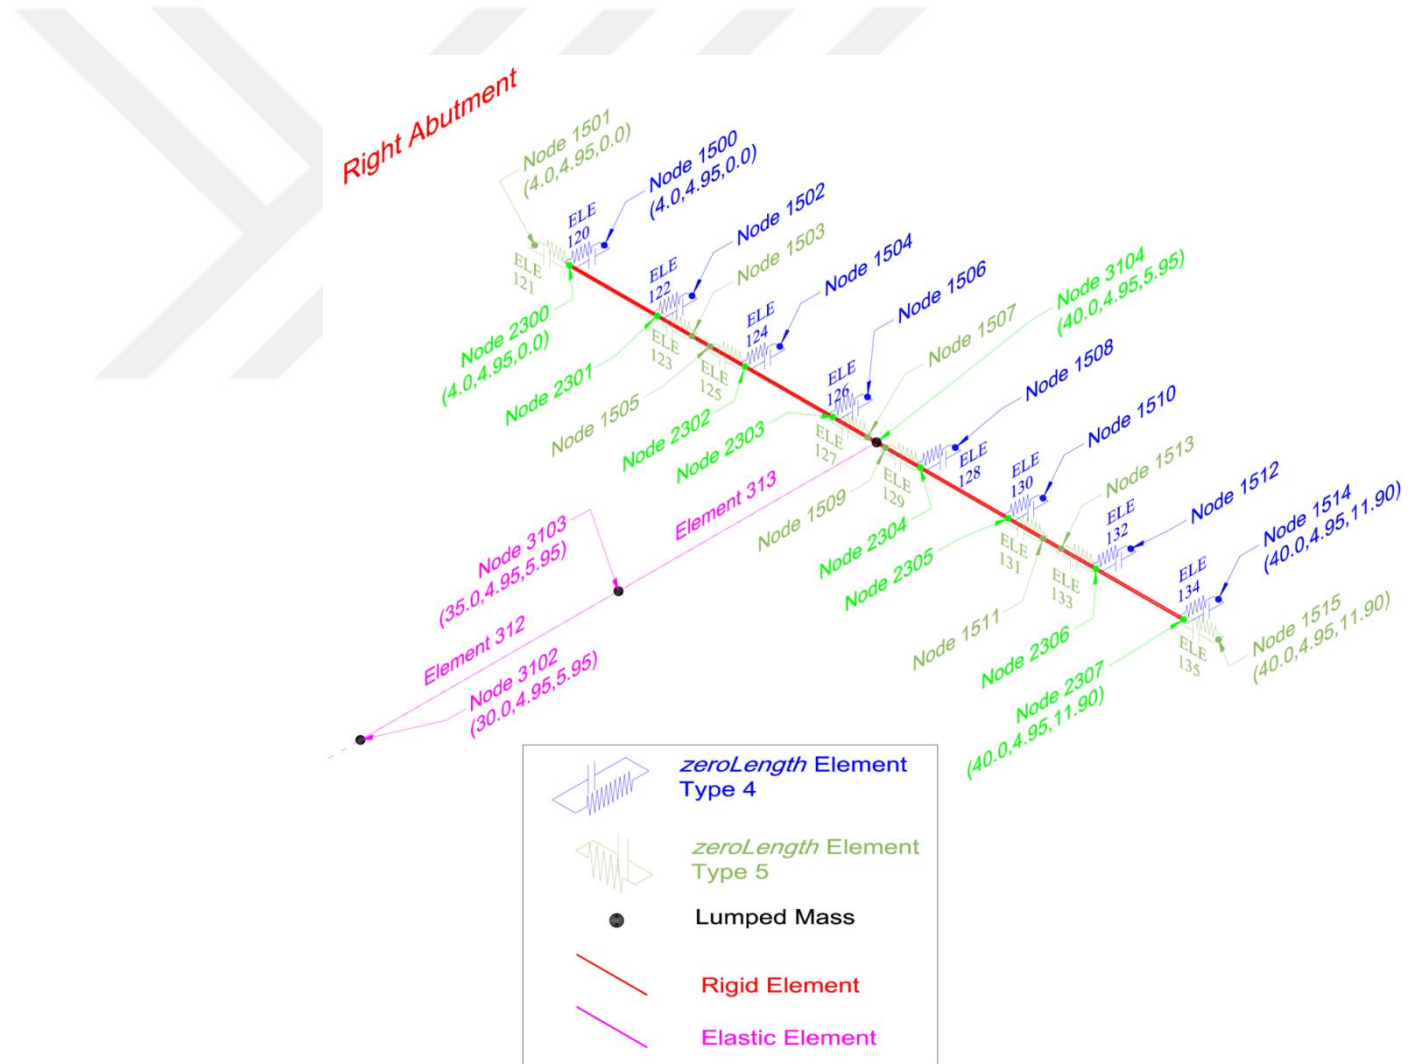 Right Abutment
Node 1501
(4.0,4.95,0.0)
Node 1500
(4.0,4.95,0.0)
ELE
120
ELE
121
Node 1502
Node 1503
ELE
122
Node 1504
ELE
123
ELE
124
ELE
125
Node 2300
(4.0,4.95,0.0)
Node 2301
Node 1505
Node 2302
Node 2303
Node 1506
Node 1507
Node 3104
(40.0,4.95,5.95)
ELE
126
ELE
127
Node 1508
ELE
128
ELE
129
Node 1509
Node 1510
ELE
130
Node 1513
Node 1512
ELE
131
ELE
132
ELE
133
Node 1514
(40.0,4.95,11.90)
ELE
134
ELE
135
Node 1515
(40.0,4.95,11.90)
Node 2304
Node 2305
Node 1511
Node 2306
Node 2307
(40.0,4.95,11.90)
Element 313
Node 3103
(35.0,4.95,5.95)
Element 312
Node 3102
(30.0,4.95,5.95)
zeroLength Element
Type 4
zeroLength Element
Type 5
Lumped Mass
Rigid Element
Elastic Element